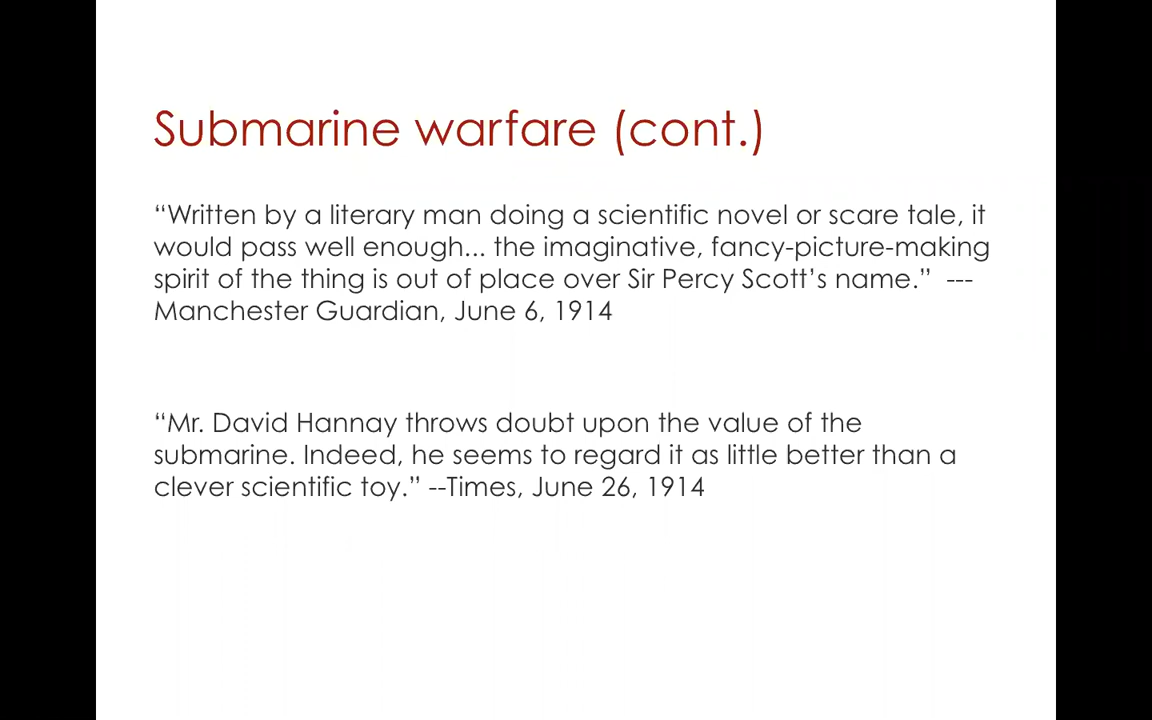 Submarine warfare (cont.)
“Written by a literary man doing a scientific novel or scare tale, it
would pass well enough... the imaginative, fancy-picture-making
spirit of the thing is out of place over Sir Percy Scott’s name.”  ---
Manchester Guardian, June 6, 1914
“Mr. David Hannay throws doubt upon the value of the
submarine. Indeed, he seems to regard it as little better than a
clever scientific toy.” --Times, June 26, 1914